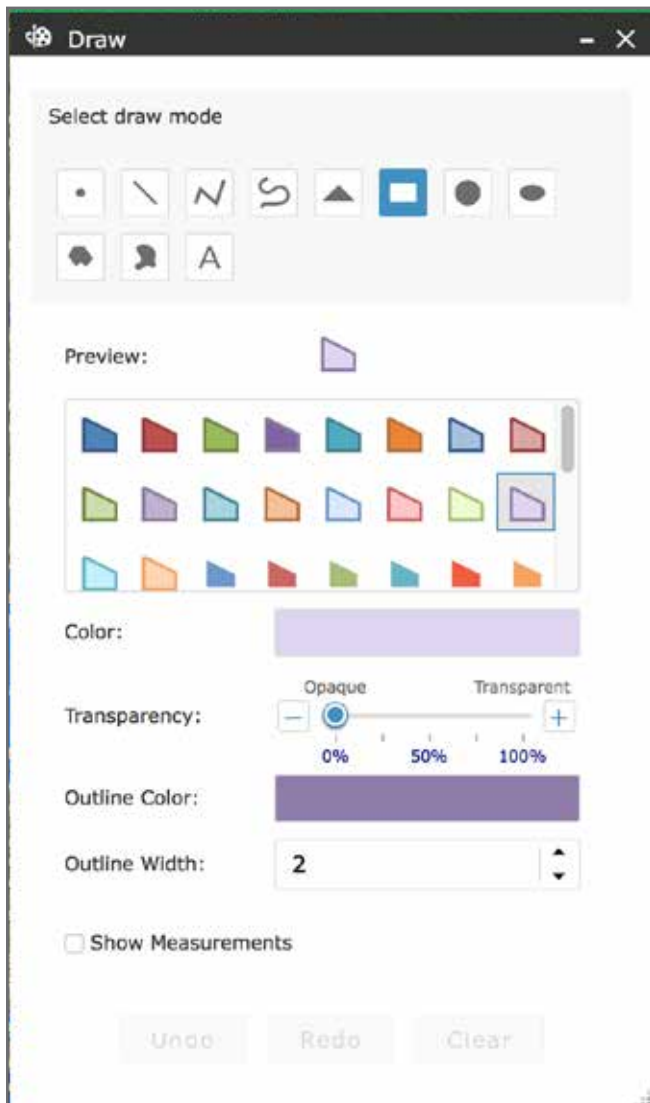 Draw
Select draw mode
A
Preview:
Color:
Opaque Transparent
Transparency:
0% 50% 100%
Outline Color:
Outline Width: 2
Show Measurements
Undo Redo Clear